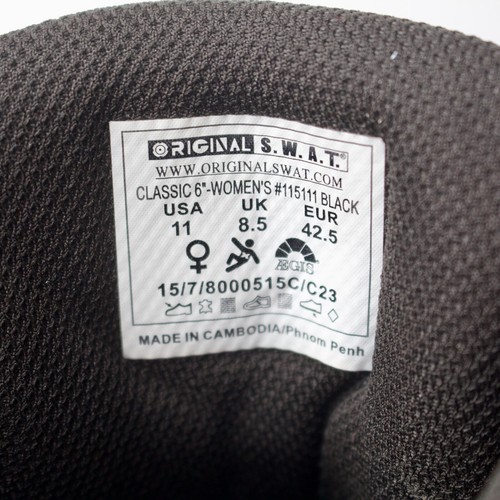 ORIGINAL S.W.A.T.®
WWW.ORIGINALSWAT.COM
CLASSIC 6"-WOMEN'S #115111 BLACK
USA UK EUR
11 8.5 42.5
ÆGIS
15/7/8000515C/C23
MADE IN CAMBODIA/Phnom Penh